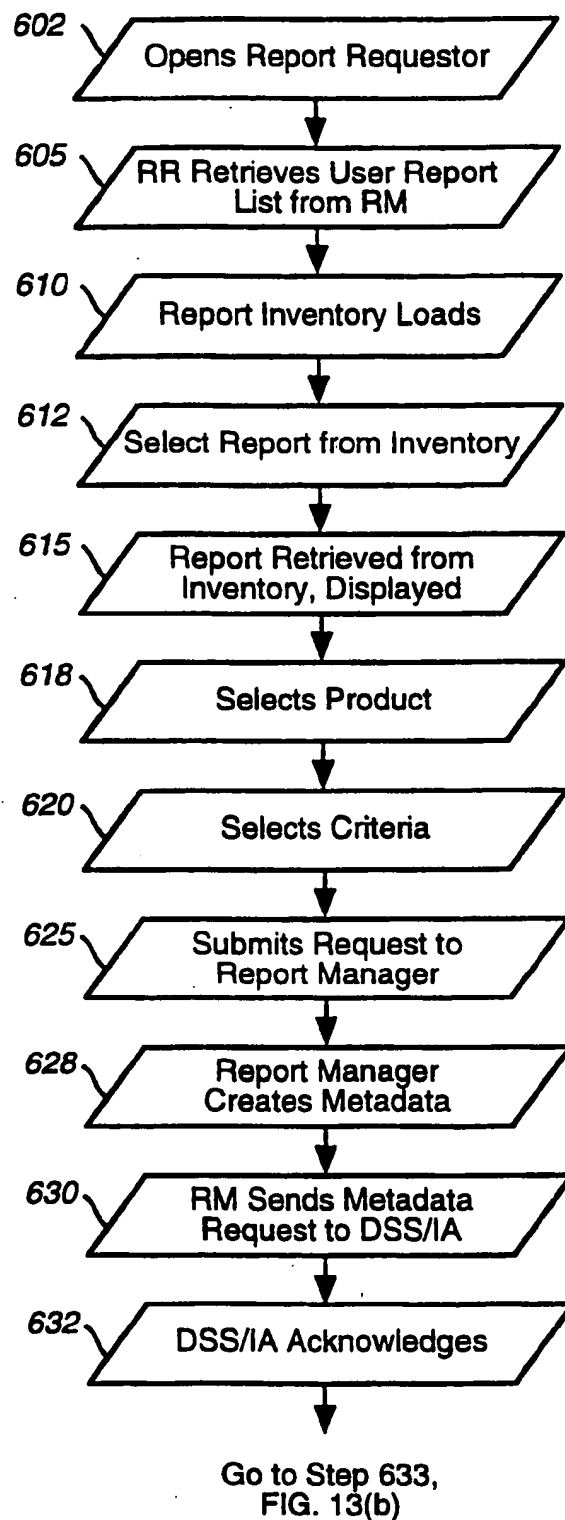 602
Opens Report Requestor
605
RR Retrieves User Report
List from RM
610
Report Inventory Loads
612
Select Report from Inventory
615
Report Retrieved from
Inventory, Displayed
618
Selects Product
620
Selects Criteria
625
Submits Request to
Report Manager
628
Report Manager
Creates Metadata
630
RM Sends Metadata
Request to DSS/IA
632
DSS/IA Acknowledges
Go to Step 633,
FIG. 13(b)